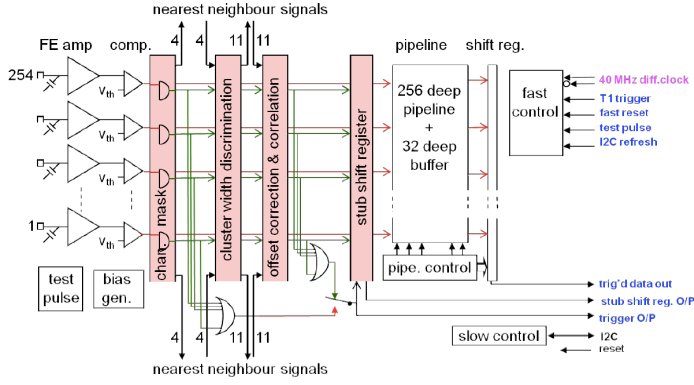 nearest neighbour signals
FE amp
comp.
4
4
11
11
pipeline
shift reg.
254
Vth
Vth
Vth
Vth
1
chan. mask
cluster width discrimination
offset correction & correlation
stub shift register
256 deep
pipeline
+
32 deep
buffer
fast
control
40 MHz diff.clock
T1 trigger
fast reset
test pulse
I2C refresh
test
pulse
bias
gen.
pipe. control
trig'd data out
stub shift reg. O/P
trigger O/P
slow control
I2C
reset
4
4
11
11
nearest neighbour signals